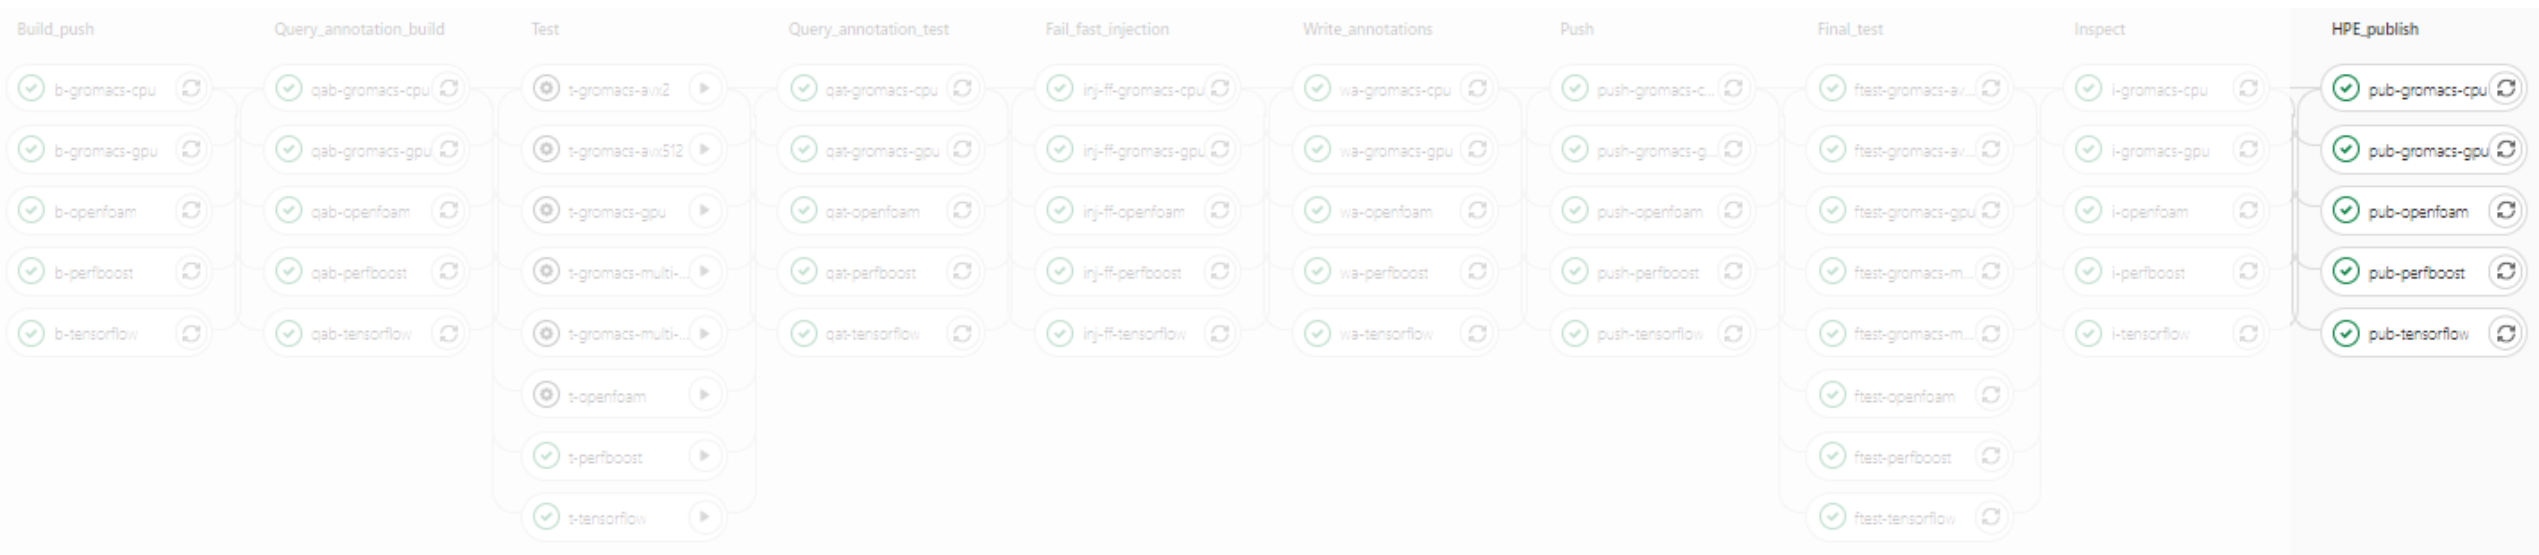 Build_push
b-gromacs-cpu
b-gromacs-gpu
b-openfoam
b-perfboost
b-tensorflow
Query_annotation_build
qab-gromacs-cpu
qab-gromacs-gpu
qab-openfoam
qab-perfboost
qab-tensorflow
Test
t-gromacs-avx2
t-gromacs-avx512
t-gromacs-gpu
t-gromacs-multi-...
t-gromacs-multi-...
t-openfoam
t-perfboost
t-tensorflow
Query_annotation_test
qat-gromacs-cpu
qat-gromacs-gpu
qat-openfoam
qat-perfboost
qat-tensorflow
Fail_fast_injection
inj-ff-gromacs-cpu
inj-ff-gromacs-gpu
inj-ff-openfoam
inj-ff-perfboost
inj-ff-tensorflow
Write_annotations
wa-gromacs-cpu
wa-gromacs-gpu
wa-openfoam
wa-perfboost
wa-tensorflow
Push
push-gromacs-c...
push-gromacs-g...
push-openfoam
push-perfboost
push-tensorflow
Final_test
ftest-gromacs-av...
ftest-gromacs-av...
ftest-gromacs-gpu
ftest-gromacs-m...
ftest-gromacs-m...
ftest-openfoam
ftest-perfboost
ftest-tensorflow
Inspect
i-gromacs-cpu
i-gromacs-gpu
i-openfoam
i-perfboost
i-tensorflow
HPE_publish
pub-gromacs-cpu
pub-gromacs-gpu
pub-openfoam
pub-perfboost
pub-tensorflow